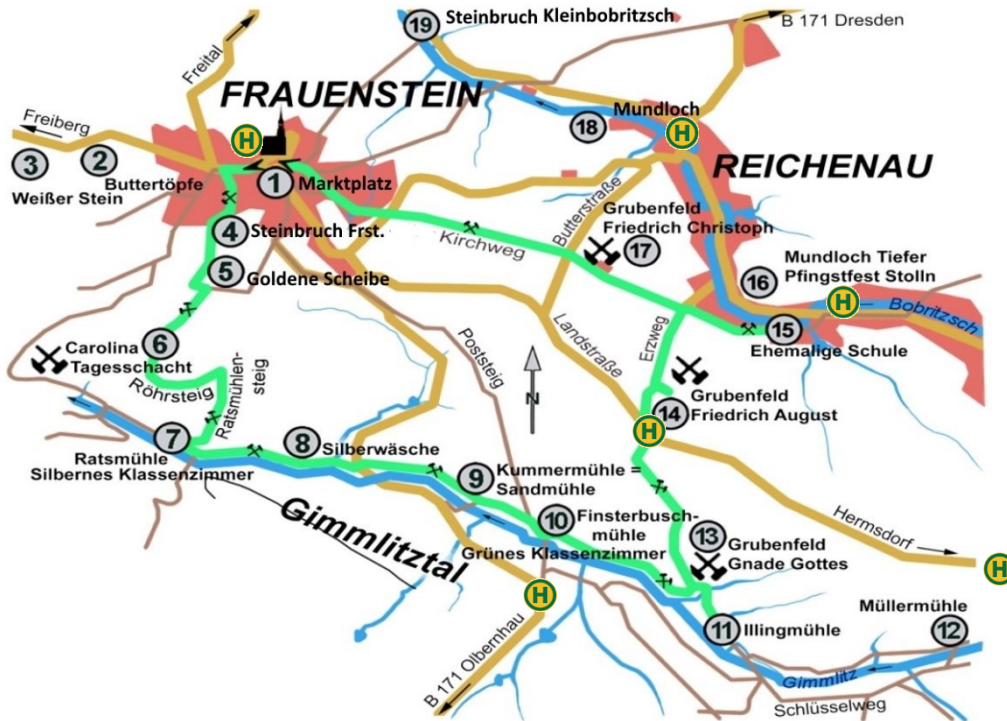 19 Steinbruch Kleinbobritzsch
B 171 Dresden
Freital
FRAUENSTEIN
Mundloch
18
H
Freiberg
H
3
2
Buttertöpfe
Weißer Stein
1
Marktplatz
REICHENAU
Butterstraße
Grubenfeld
Friedrich Christoph
17
4
Steinbruch Frst.
Kirchweg
5
Goldene Scheibe
Mundloch Tiefer
Pfingstfest Stolln
16
H
Bobritzsch
15
Ehemalige Schule
6
Carolina
Tagesschacht
Röhrsteig
Ratsmühlen-
steig
Poststeig
Landstraße
Erzweg
N
Grubenfeld
Friedrich August
14
H
7
Ratsmühle
Silbernes Klassenzimmer
8
Silberwäsche
9
Kummermühle =
Sandmühle
10
Finsterbusch-
mühle
Grünes Klassenzimmer
Gimmlitztal
Hermsdorf
13
Grubenfeld
Gnade Gottes
H
H
B 171 Olbernhau
11
Illingmühle
Müllermühle
12
Gimmlitz
Schlüsselweg